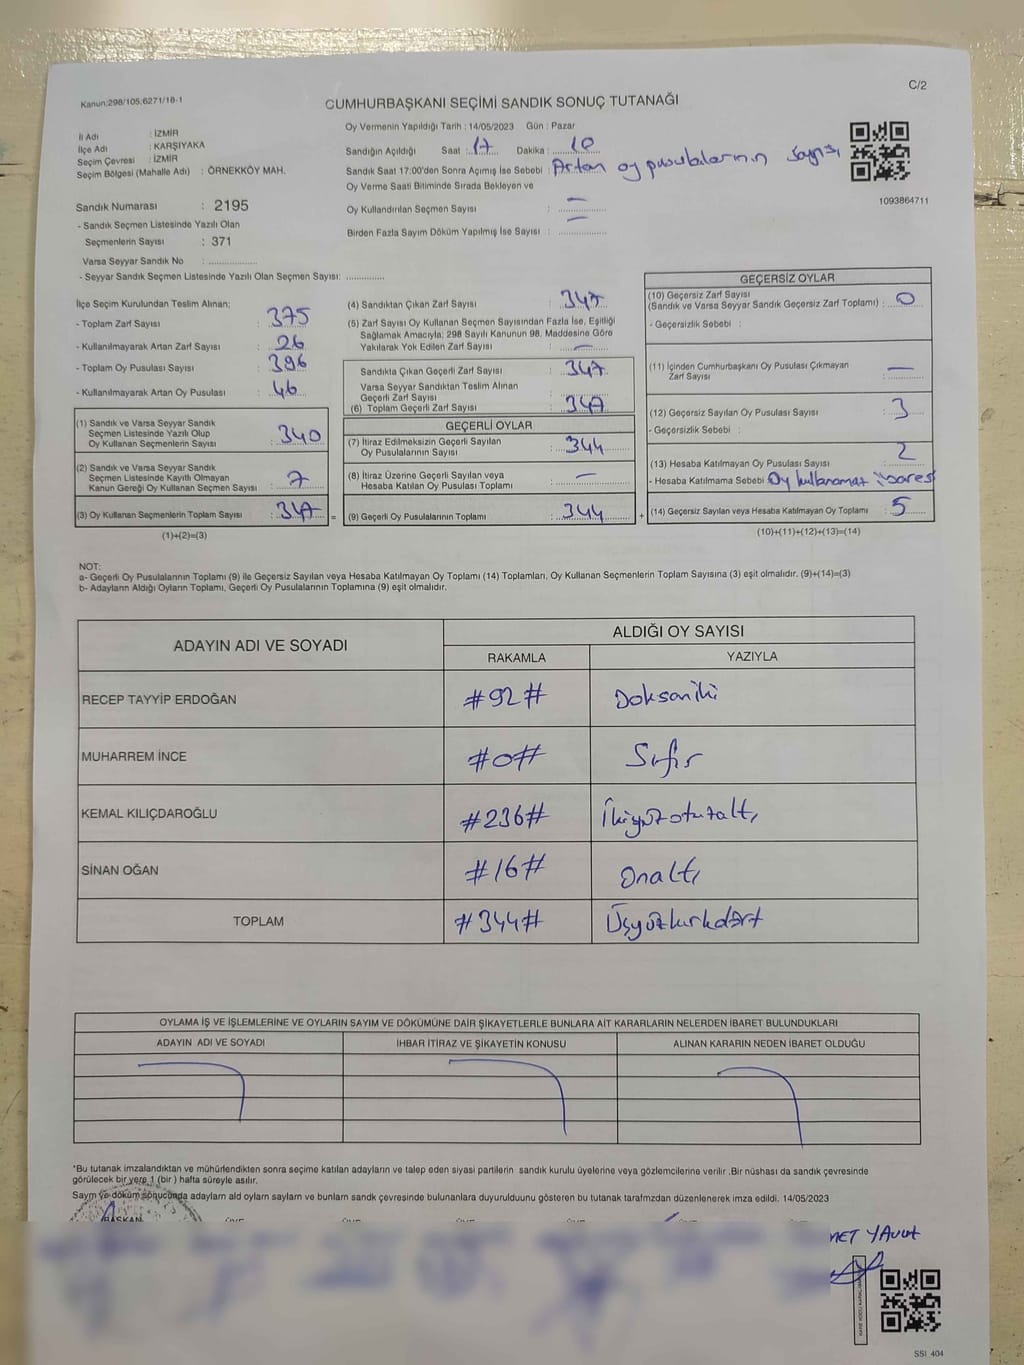 C/2
Kanun:298/105;6271/18-1
CUMHURBAŞKANI SEÇİMİ SANDIK SONUÇ TUTANAĞI
İl Adı : İZMİR
İlçe Adı : KARŞIYAKA
Seçim Çevresi : İZMİR
Seçim Bölgesi (Mahalle Adı) : ÖRNEKKÖY MAH.
Sandık Numarası : 2195
- Sandık Seçmen Listesinde Yazılı Olan
Seçmenlerin Sayısı : 371
Varsa Seyyar Sandık No : ..............
- Seyyar Sandık Seçmen Listesinde Yazılı Olan Seçmen Sayısı: ............
Oy Vermenin Yapıldığı Tarih : 14/05/2023 Gün : Pazar
Sandığın Açıldığı Saat : 17 Dakika : 10
Sandık Saat 17:00'den Sonra Açımış İse Sebebi : Artan oy pusulalarının sayısı
Oy Verme Saati Bitiminde Sırada Bekleyen ve
Oy Kullandırılan Seçmen Sayısı : —
Birden Fazla Sayım Döküm Yapılmış İse Sayısı : —
1093864711
İlçe Seçim Kurulundan Teslim Alınan;
- Toplam Zarf Sayısı : 375
- Kullanılmayarak Artan Zarf Sayısı : 26
- Toplam Oy Pusulası Sayısı : 396
- Kullanılmayarak Artan Oy Pusulası : 46
(1) Sandık ve Varsa Seyyar Sandık
Seçmen Listesinde Yazılı Olup
Oy Kullanan Seçmenlerin Sayısı : 340
(2) Sandık ve Varsa Seyyar Sandık
Seçmen Listesinde Kayıtlı Olmayan
Kanun Gereği Oy Kullanan Seçmen Sayısı : 7
(3) Oy Kullanan Seçmenlerin Toplam Sayısı : 347 =
(1)+(2)=(3)
(4) Sandıktan Çıkan Zarf Sayısı : 347
(5) Zarf Sayısı Oy Kullanan Seçmen Sayısından Fazla İse, Eşitliği
Sağlamak Amacıyla; 298 Sayılı Kanunun 98. Maddesine Göre
Yakılarak Yok Edilen Zarf Sayısı : —
Sandıkta Çıkan Geçerli Zarf Sayısı : 347
Varsa Seyyar Sandıktan Teslim Alınan
Geçerli Zarf Sayısı :
(6) Toplam Geçerli Zarf Sayısı : 347
GEÇERLİ OYLAR
(7) İtiraz Edilmeksizin Geçerli Sayılan
Oy Pusulalarının Sayısı : 344
(8) İtiraz Üzerine Geçerli Sayılan veya
Hesaba Katılan Oy Pusulası Toplamı : —
(9) Geçerli Oy Pusulalarının Toplamı : 344 +
GEÇERSİZ OYLAR
(10) Geçersiz Zarf Sayısı
(Sandık ve Varsa Seyyar Sandık Geçersiz Zarf Toplamı) : 0
- Geçersizlik Sebebi :
(11) İçinden Cumhurbaşkanı Oy Pusulası Çıkmayan
Zarf Sayısı : —
(12) Geçersiz Sayılan Oy Pusulası Sayısı : 3
- Geçersizlik Sebebi :
(13) Hesaba Katılmayan Oy Pusulası Sayısı : 2
- Hesaba Katılmama Sebebi : Oy kullanamaz ibaresi
(14) Geçersiz Sayılan veya Hesaba Katılmayan Oy Toplamı : 5
(10)+(11)+(12)+(13)=(14)
NOT:
a- Geçerli Oy Pusulalarının Toplamı (9) ile Geçersiz Sayılan veya Hesaba Katılmayan Oy Toplamı (14) Toplamları, Oy Kullanan Seçmenlerin Toplam Sayısına (3) eşit olmalıdır. (9)+(14)=(3)
b- Adayların Aldığı Oyların Toplamı, Geçerli Oy Pusulalarının Toplamına (9) eşit olmalıdır.
ADAYIN ADI VE SOYADI ALDIĞI OY SAYISI
RAKAMLA YAZIYLA
RECEP TAYYİP ERDOĞAN #92# Doksaniki
MUHARREM İNCE #0# Sıfır
KEMAL KILIÇDAROĞLU #236# İkiyüzotuzaltı
SİNAN OĞAN #16# Onaltı
TOPLAM #344# Üçyüzkırkdört
OYLAMA İŞ VE İŞLEMLERİNE VE OYLARIN SAYIM VE DÖKÜMÜNE DAİR ŞİKAYETLERLE BUNLARA AİT KARARLARIN NELERDEN İBARET BULUNDUKLARI
ADAYIN ADI VE SOYADI İHBAR İTİRAZ VE ŞİKAYETİN KONUSU ALINAN KARARIN NEDEN İBARET OLDUĞU
*Bu tutanak imzalandıktan ve mühürlendikten sonra seçime katılan adayların ve talep eden siyasi partilerin sandık kurulu üyelerine veya gözlemcilerine verilir .Bir nüshası da sandık çevresinde
görülecek bir yere 1 (bir ) hafta süreyle asılır.
Sayım ve döküm sonucunda adaylarn ald oylarn saylarn ve bunlarn sandık çevresinde bulunanlara duyurulduunu gösteren bu tutanak tarafmzdan düzenlenerek imza edildi. 14/05/2023
BAŞKAN
MET YAVUZ
SSI 404